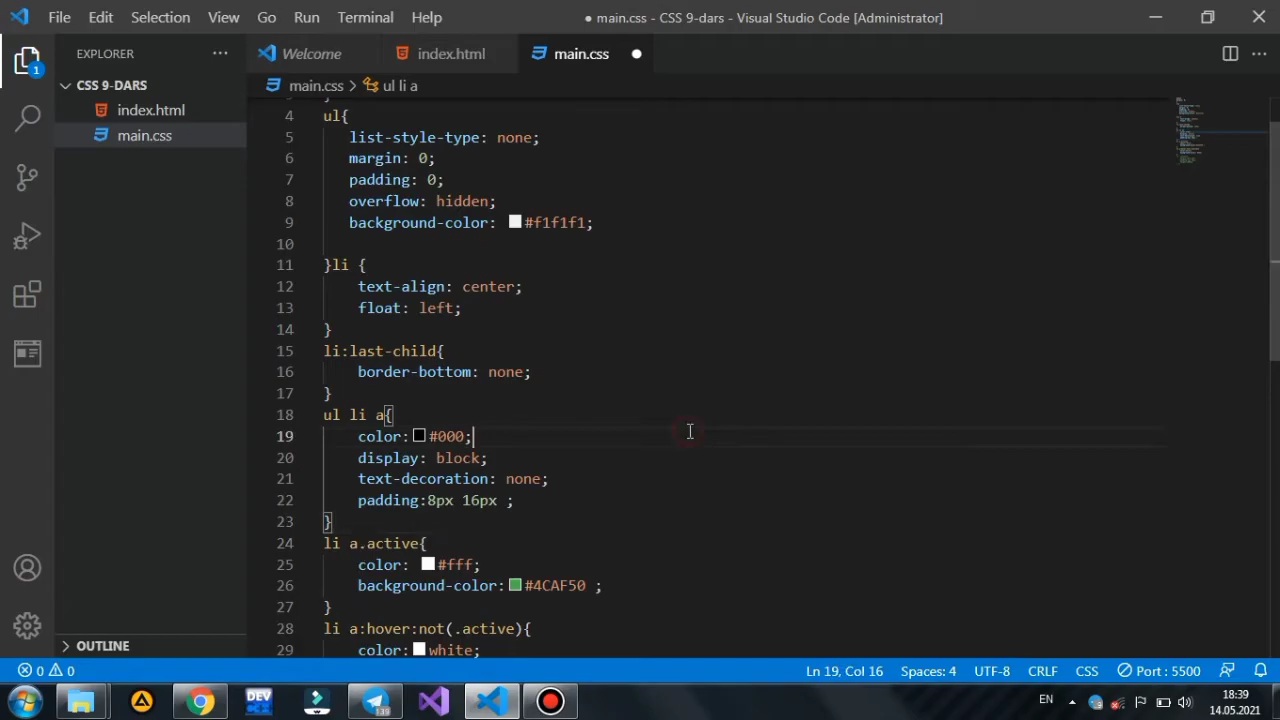 File Edit Selection View Go Run Terminal Help
● main.css - CSS 9-dars - Visual Studio Code [Administrator]
EXPLORER
Welcome
index.html
main.css
1
CSS 9-DARS
main.css > ul li a
index.html
main.css
4 ul{
5 list-style-type: none;
6 margin: 0;
7 padding: 0;
8 overflow: hidden;
9 background-color: #f1f1f1;
10
11 }li {
12 text-align: center;
13 float: left;
14 }
15 li:last-child{
16 border-bottom: none;
17 }
18 ul li a{
19 color: #000;
20 display: block;
21 text-decoration: none;
22 padding:8px 16px ;
23 }
24 li a.active{
25 color: #fff;
26 background-color: #4CAF50 ;
27 }
28 li a:hover:not(.active){
29 color: white;
OUTLINE
0 0
Ln 19, Col 16
Spaces: 4
UTF-8
CRLF
CSS
Port : 5500
DEV
139
EN
18:39
14.05.2021